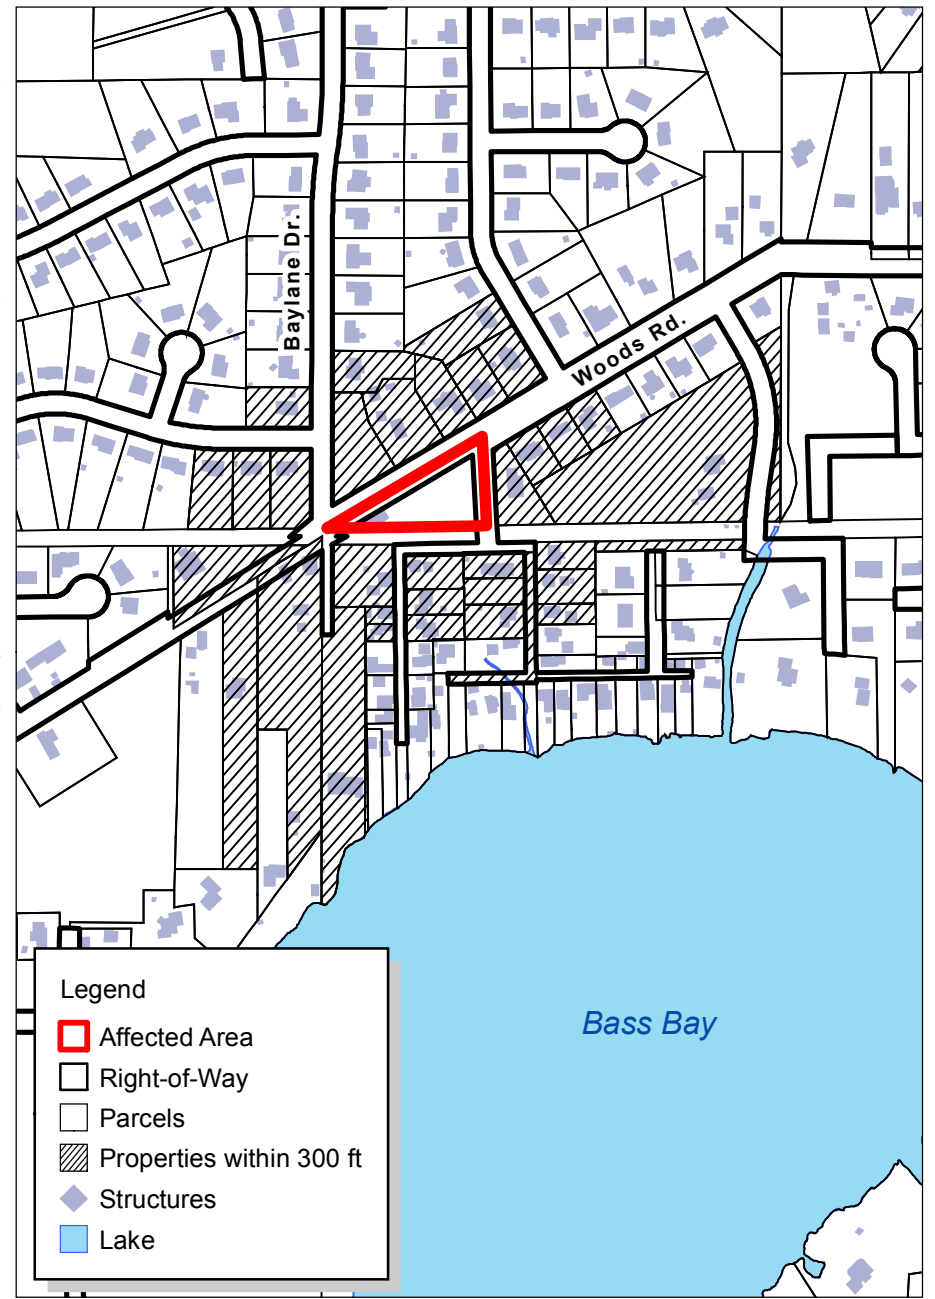 Baylane Dr.
Woods Rd.
Bass Bay
Legend
Affected Area
Right-of-Way
Parcels
Properties within 300 ft
Structures
Lake